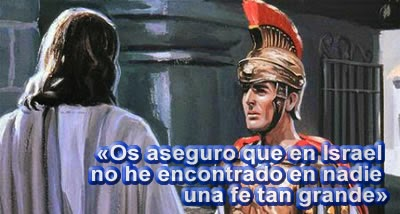 «Os aseguro que en Israel
no he encontrado en nadie
una fe tan grande»